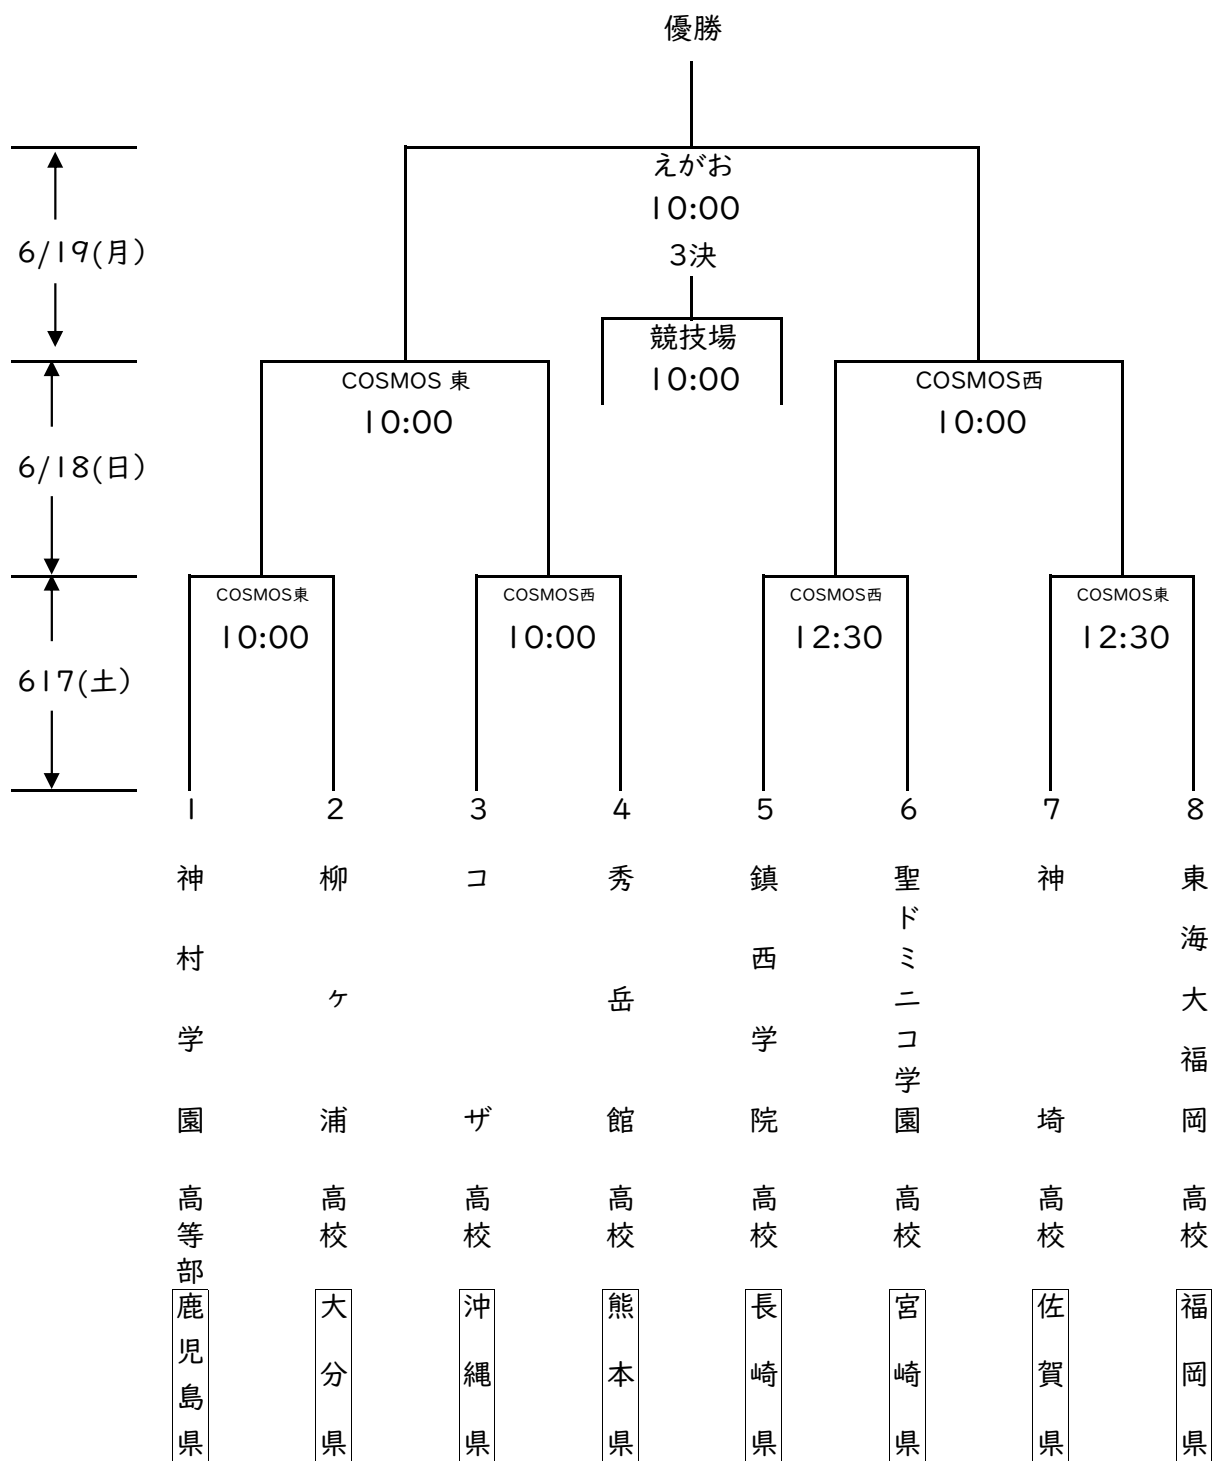 優勝
えがお
10:00
3決
競技場
10:00
6/19(月)
COSMOS 東
10:00
COSMOS西
10:00
6/18(日)
COSMOS東
10:00
COSMOS西
10:00
COSMOS西
12:30
COSMOS東
12:30
617(土)
1
神村学園高等部
鹿児島県
2
柳ヶ浦高校
大分県
3
コザ高校
沖縄県
4
秀岳館高校
熊本県
5
鎮西学院高校
長崎県
6
聖ドミニコ学園高校
宮崎県
7
神埼高校
佐賀県
8
東海大福岡高校
福岡県